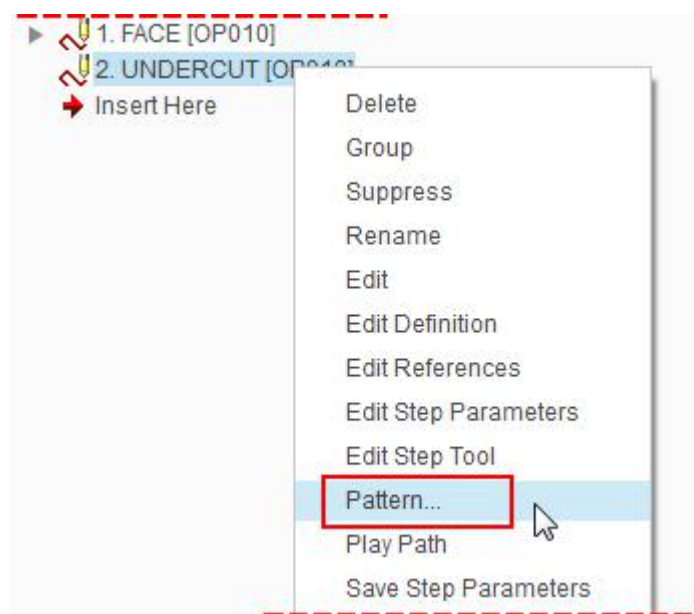 1. FACE [OP010]
2. UNDERCUT
Insert Here
Delete
Group
Suppress
Rename
Edit
Edit Definition
Edit References
Edit Step Parameters
Edit Step Tool
Pattern...
Play Path
Save Step Parameters